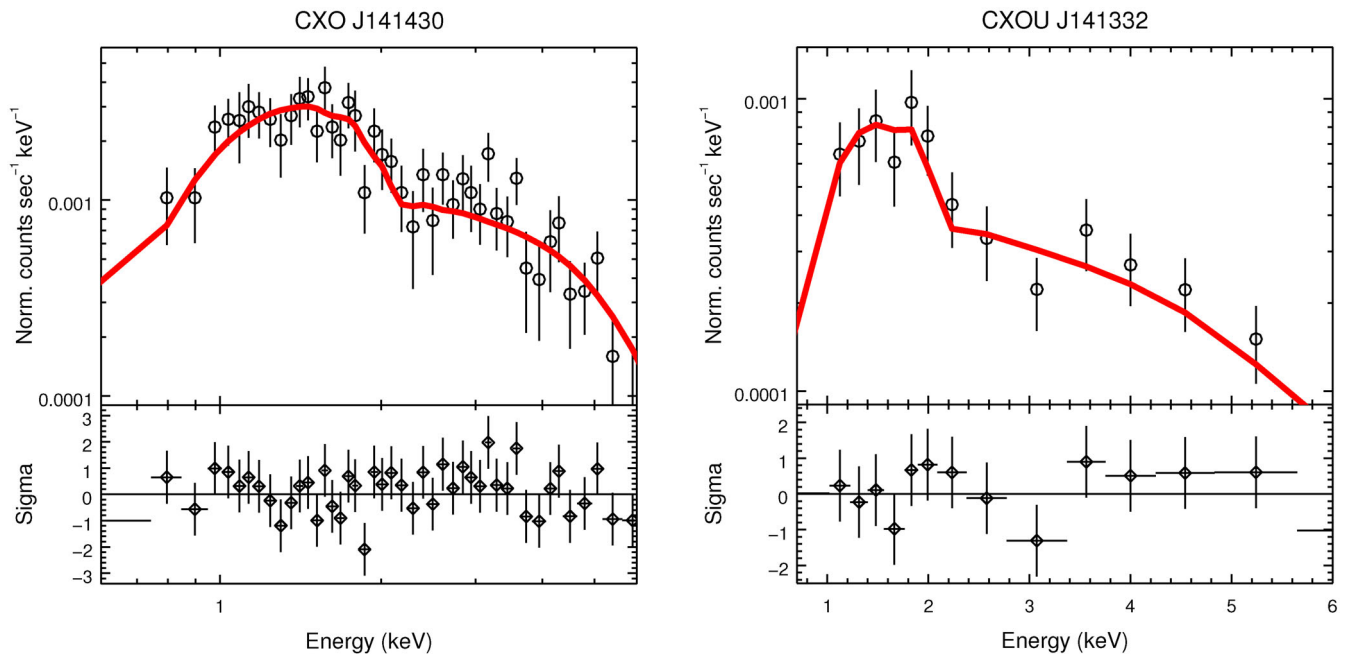 CXO J141430
Norm. counts sec⁻¹ keV⁻¹
0.001
0.0001
Sigma
3
2
1
0
−1
−2
−3
1
Energy (keV)
CXOU J141332
Norm. counts sec⁻¹ keV⁻¹
0.001
0.0001
Sigma
2
1
0
−1
−2
1 2 3 4 5 6
Energy (keV)